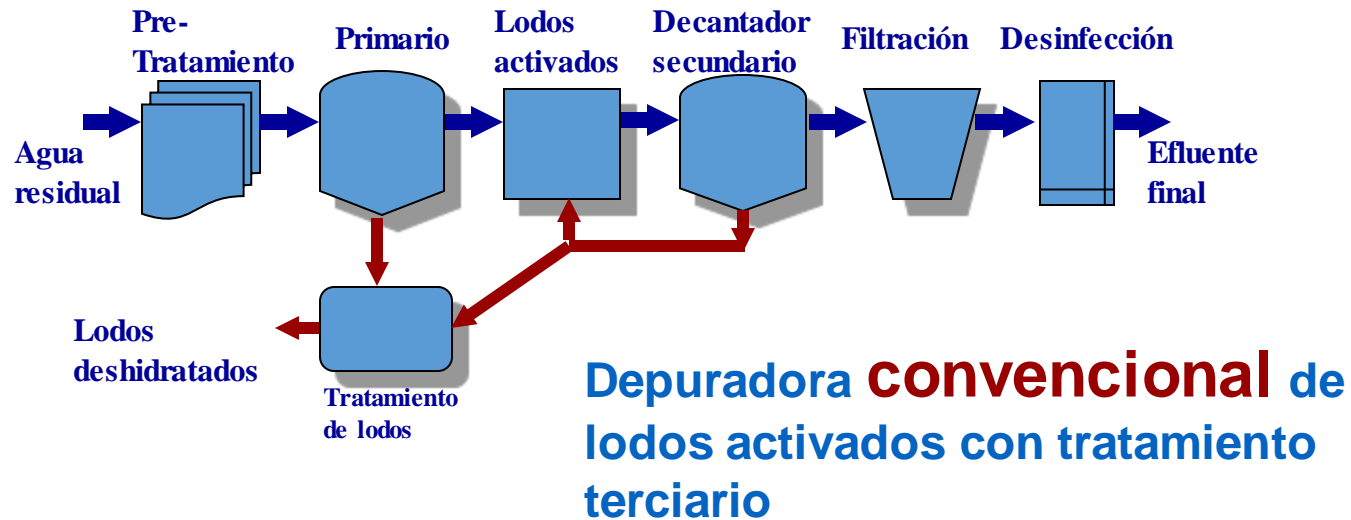 Pre-
Tratamiento
Primario
Lodos
activados
Decantador
secundario
Filtración
Desinfección
Agua
residual
Efluente
final
Lodos
deshidratados
Tratamiento
de lodos
Depuradora convencional de
lodos activados con tratamiento
terciario